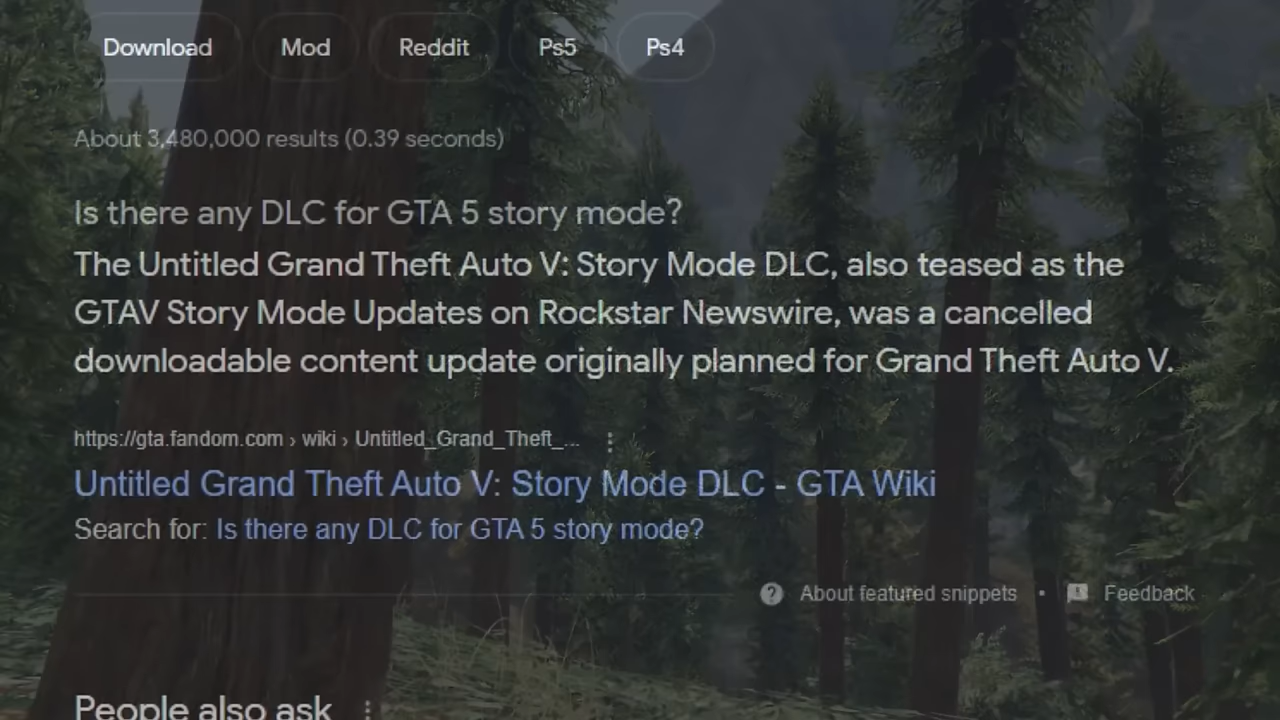 Download Mod Reddit Ps5 Ps4
About 3,480,000 results (0.39 seconds)
Is there any DLC for GTA 5 story mode?
The Untitled Grand Theft Auto V: Story Mode DLC, also teased as the
GTAV Story Mode Updates on Rockstar Newswire, was a cancelled
downloadable content update originally planned for Grand Theft Auto V.
https://gta.fandom.com › wiki › Untitled_Grand_Theft_...
Untitled Grand Theft Auto V: Story Mode DLC - GTA Wiki
Search for: Is there any DLC for GTA 5 story mode?
About featured snippets • Feedback
People also ask